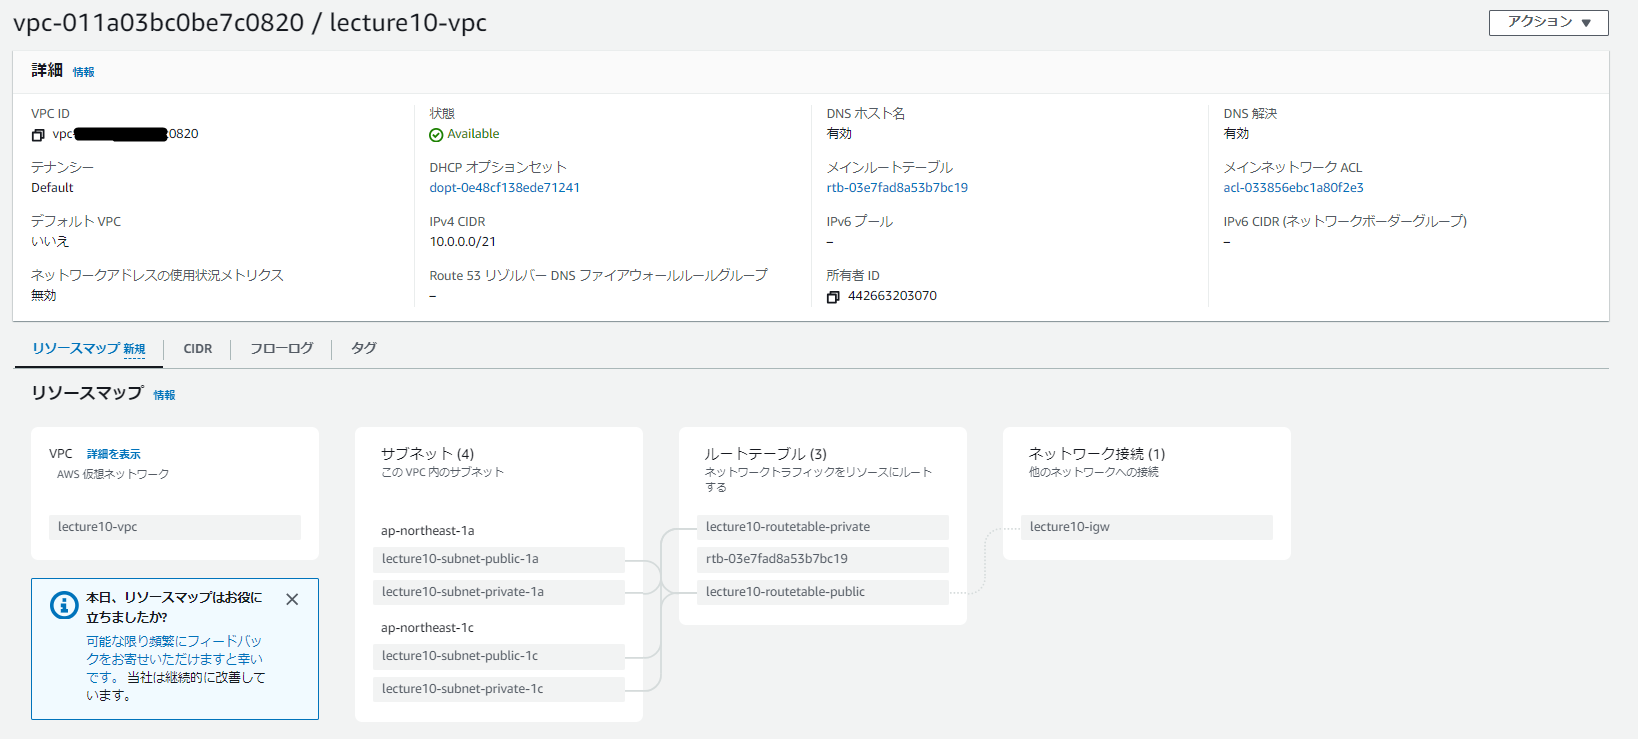 vpc-011a03bc0be7c0820 / lecture10-vpc
アクション ▼
詳細 情報
VPC ID
vpc-0820
状態
Available
DNS ホスト名
有効
DNS 解決
有効
テナンシー
Default
DHCP オプションセット
dopt-0e48cf138ede71241
メインルートテーブル
rtb-03e7fad8a53b7bc19
メインネットワーク ACL
acl-033856ebc1a80f2e3
デフォルト VPC
いいえ
IPv4 CIDR
10.0.0.0/21
IPv6 プール
–
IPv6 CIDR (ネットワークボーダーグループ)
–
ネットワークアドレスの使用状況メトリクス
無効
Route 53 リゾルバー DNS ファイアウォールルールグループ
–
所有者 ID
442663203070
リソースマップ 新規
CIDR
フローログ
タグ
リソースマップ 情報
VPC 詳細を表示
AWS 仮想ネットワーク
lecture10-vpc
本日、リソースマップはお役に
立ちましたか?
可能な限り頻繁にフィードバッ
クをお寄せいただけますと幸い
です。 当社は継続的に改善して
います。
サブネット (4)
この VPC 内のサブネット
ap-northeast-1a
lecture10-subnet-public-1a
lecture10-subnet-private-1a
ap-northeast-1c
lecture10-subnet-public-1c
lecture10-subnet-private-1c
ルートテーブル (3)
ネットワークトラフィックをリソースにルート
する
lecture10-routetable-private
rtb-03e7fad8a53b7bc19
lecture10-routetable-public
ネットワーク接続 (1)
他のネットワークへの接続
lecture10-igw